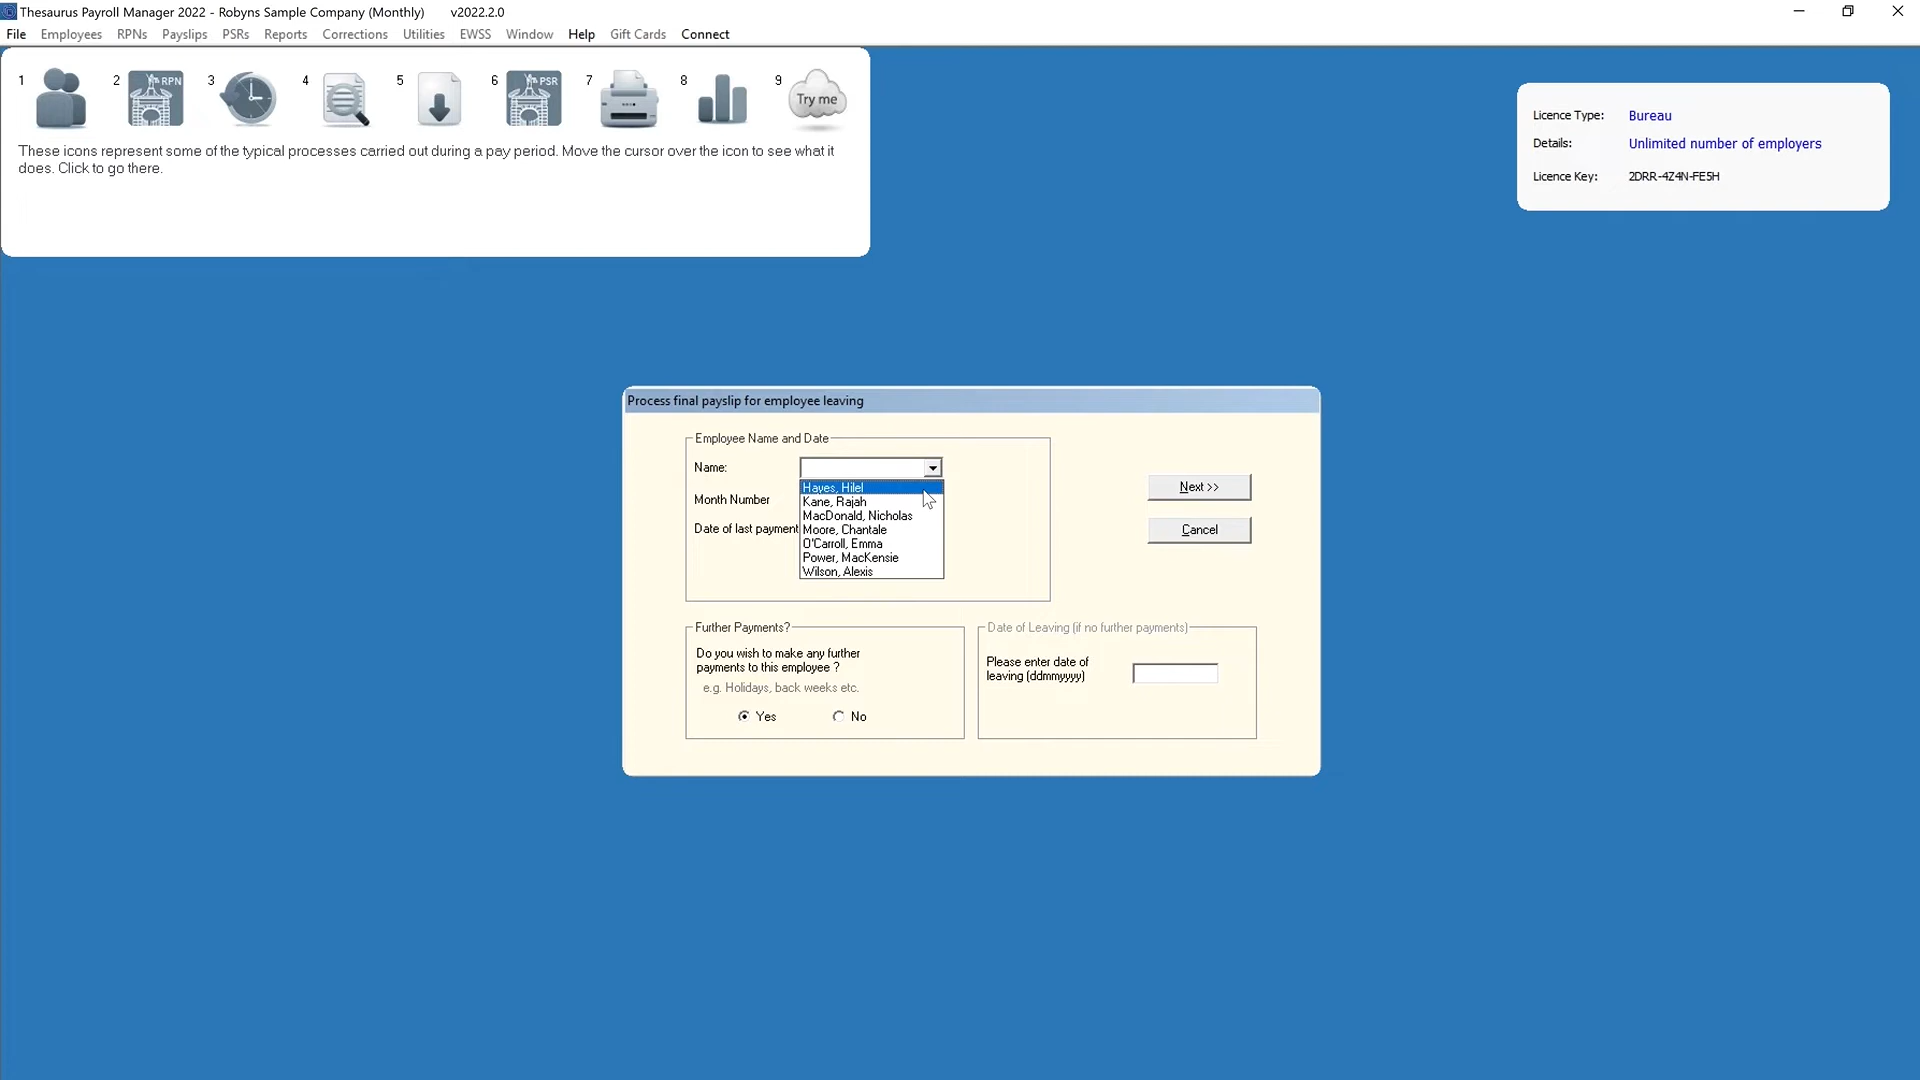 Thesaurus Payroll Manager 2022 - Robyns Sample Company (Monthly) v2022.2.0
File Employees RPNs Payslips PSRs Reports Corrections Utilities EWSS Window Help Gift Cards Connect
1 2 RPN 3 4 5 6 PSR 7 8 9 Try me
These icons represent some of the typical processes carried out during a pay period. Move the cursor over the icon to see what it
does. Click to go there.
Licence Type: Bureau
Details: Unlimited number of employers
Licence Key: 2DRR-4Z4N-FE5H
Process final payslip for employee leaving
Employee Name and Date
Name:
Month Number
Date of last payment
Hayes, Hilel
Kane, Rajah
MacDonald, Nicholas
Moore, Chantale
O'Carroll, Emma
Power, MacKensie
Wilson, Alexis
Next >>
Cancel
Further Payments?
Do you wish to make any further
payments to this employee ?
e.g. Holidays, back weeks etc.
Yes No
Date of Leaving (if no further payments)
Please enter date of
leaving (ddmmyyyy)